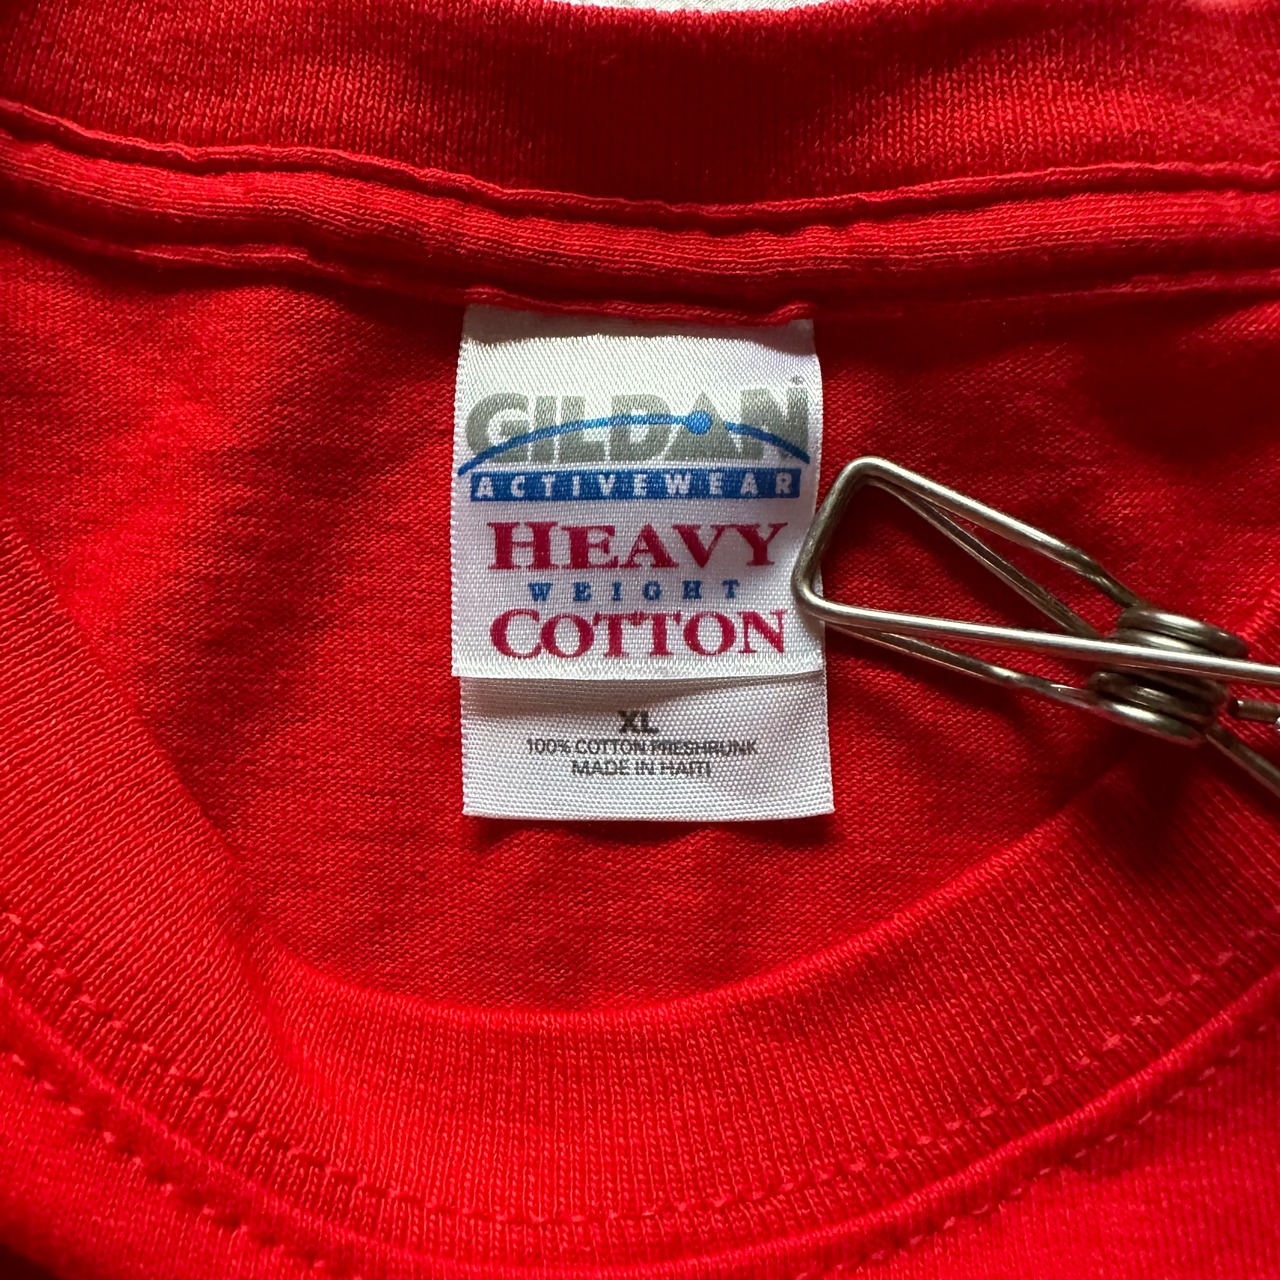 GILDAN®
ACTIVEWEAR
HEAVY
WEIGHT
COTTON
XL
100% COTTON PRESHRUNK
MADE IN HAITI